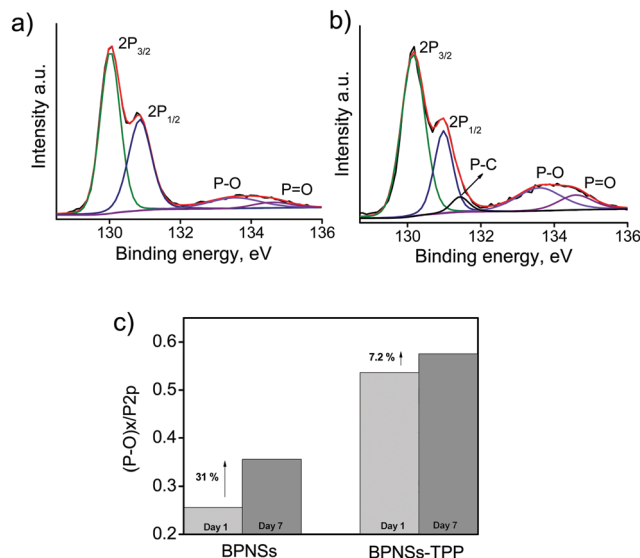 a)
2P3/2
2P1/2
P-O
P=O
Intensity a.u.
130 132 134 136
Binding energy, eV
b)
2P3/2
2P1/2
P-C
P-O
P=O
Intensity a.u.
130 132 134 136
Binding energy, eV
c)
(P-O)x/P2p
0.6
0.5
0.4
0.3
0.2
31 %
7.2 %
Day 1 Day 7 Day 1 Day 7
BPNSs BPNSs-TPP